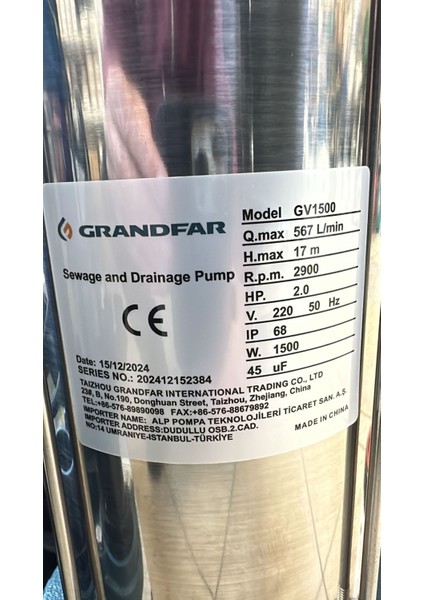 GRANDFAR
Sewage and Drainage Pump
CE
Model GV1500
Q.max 567 L/min
H.max 17 m
R.p.m. 2900
HP. 2.0
V. 220 50 Hz
IP 68
W. 1500
45 uF
Date: 15/12/2024
SERIES NO.: 202412152384
TAIZHOU GRANDFAR INTERNATIONAL TRADING CO., LTD
23#, B, No.190, Donghuan Street, Taizhou, Zhejiang, China
TEL:+86-576-89890098 FAX:+86-576-88679892
IMPORTER NAME: ALP POMPA TEKNOLOJİLERİ TİCARET SAN. A.S.
IMPORTER ADDRESS:DUDULLU OSB.2.CAD.
NO:14 UMRANIYE-ISTANBUL-TÜRKİYE
MADE IN CHINA